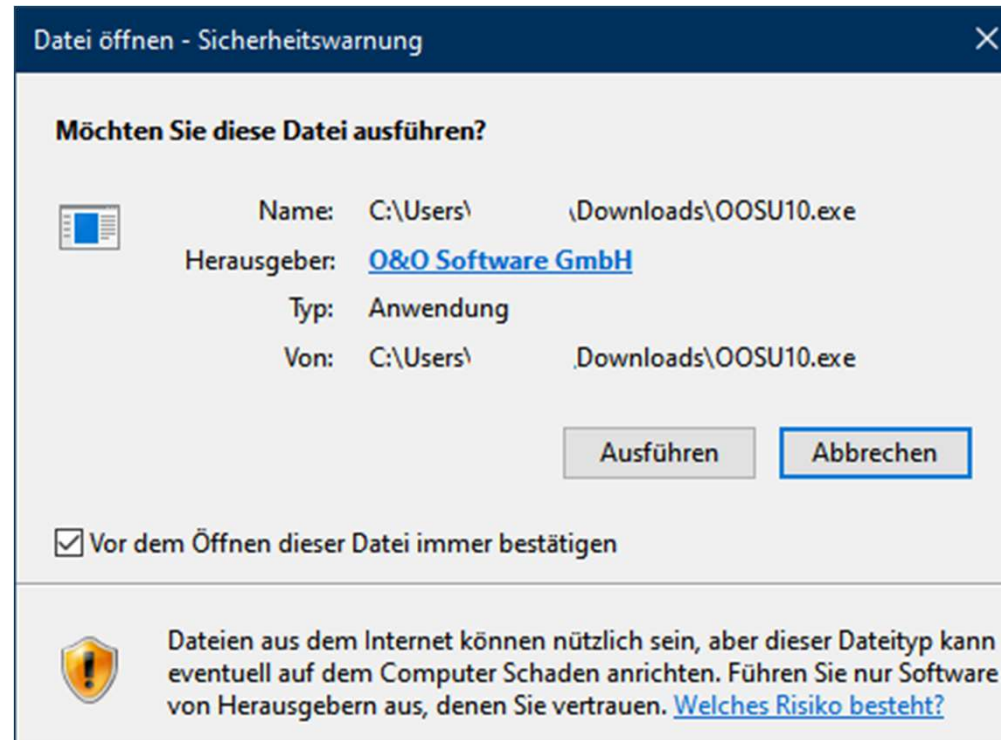 Datei öffnen - Sicherheitswarnung
Möchten Sie diese Datei ausführen?
Name: C:\Users\ \Downloads\OOSU10.exe
Herausgeber: O&O Software GmbH
Typ: Anwendung
Von: C:\Users\ Downloads\OOSU10.exe
Ausführen Abbrechen
Vor dem Öffnen dieser Datei immer bestätigen
Dateien aus dem Internet können nützlich sein, aber dieser Dateityp kann
eventuell auf dem Computer Schaden anrichten. Führen Sie nur Software
von Herausgebern aus, denen Sie vertrauen. Welches Risiko besteht?